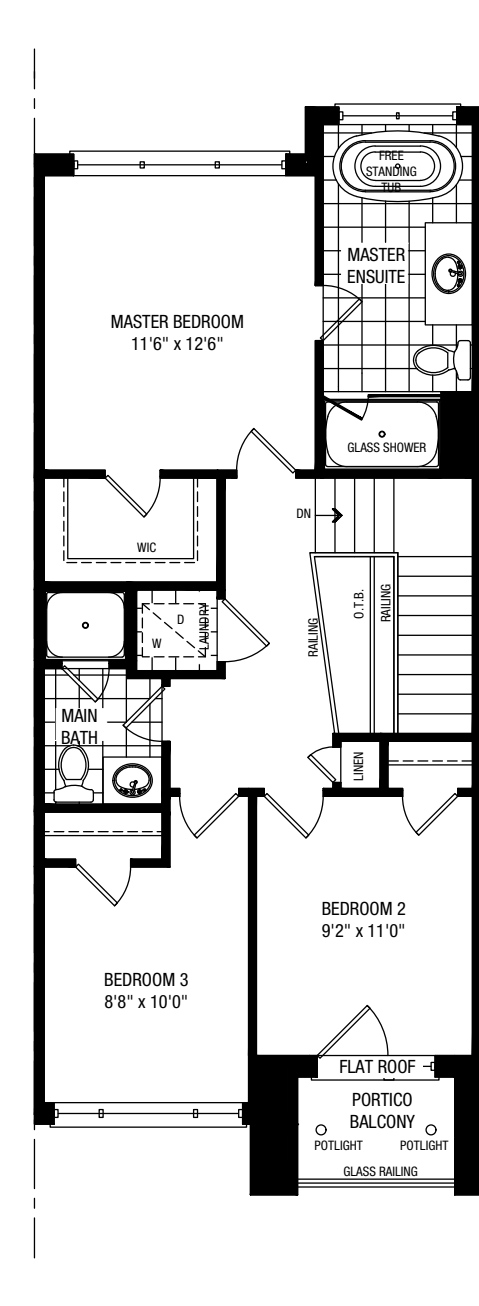 FREE
STANDING
TUB
MASTER
ENSUITE
MASTER BEDROOM
11'6" x 12'6"
GLASS SHOWER
DN
WIC
O.T.B.
RAILING
RAILING
D
W
LAUNDRY
MAIN
BATH
LINEN
BEDROOM 2
9'2" x 11'0"
BEDROOM 3
8'8" x 10'0"
FLAT ROOF
PORTICO
BALCONY
POTLIGHT
POTLIGHT
GLASS RAILING